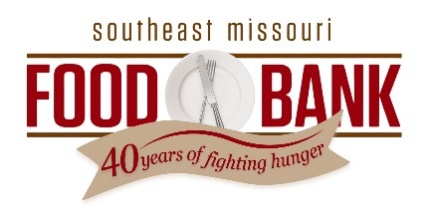 southeast missouri
FOOD BANK
40 years of fighting hunger